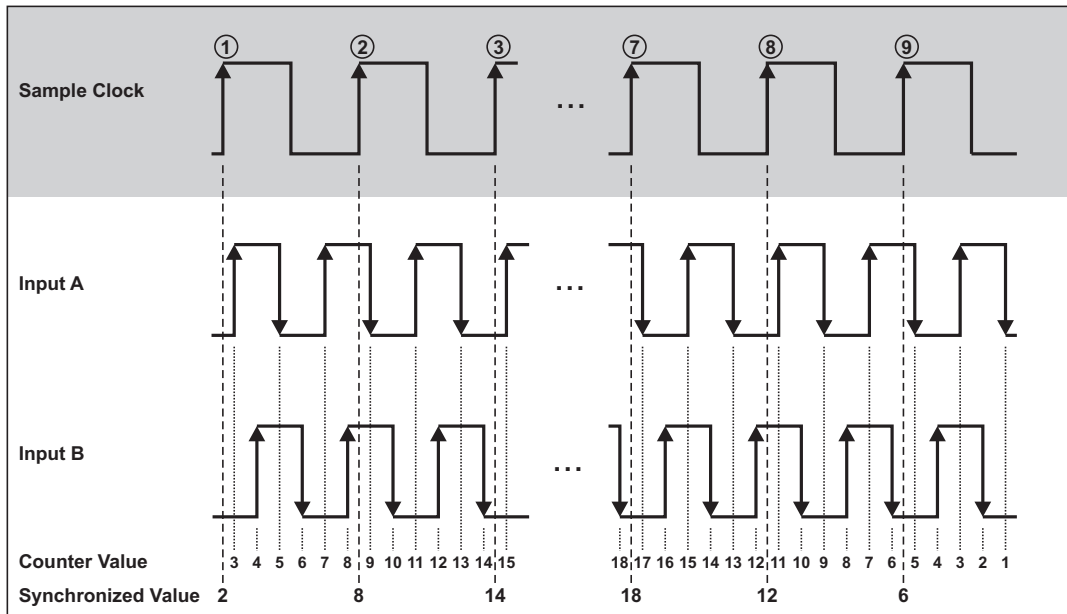 ① ② ③ ⑦ ⑧ ⑨
Sample Clock ...
Input A ...
Input B ...
Counter Value 3 4 5 6 7 8 9 10 11 12 13 14 15 18 17 16 15 14 13 12 11 10 9 8 7 6 5 4 3 2 1
Synchronized Value 2 8 14 18 12 6